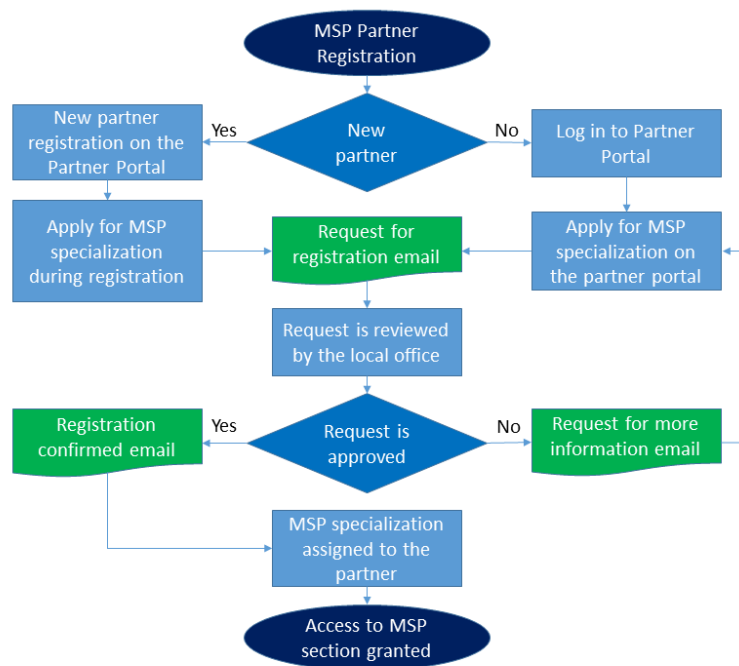 MSP Partner
Registration
New partner
registration on the
Partner Portal
Yes
New
partner
No
Log in to Partner
Portal
Apply for MSP
specialization
during registration
Request for
registration email
Apply for MSP
specialization on
the partner portal
Request is reviewed
by the local office
Registration
confirmed email
Yes
Request is
approved
No
Request for more
information email
MSP specialization
assigned to the
partner
Access to MSP
section granted